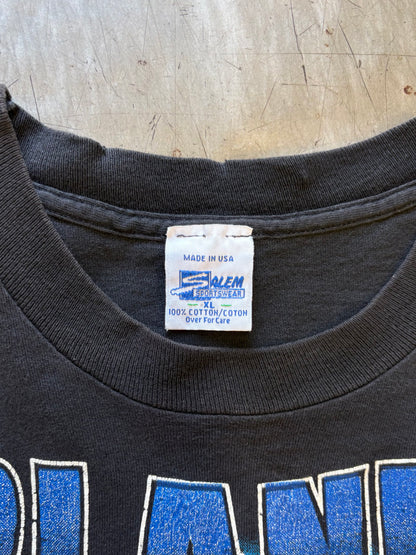 MADE IN USA
SALEM
SPORTSWEAR
XL
100% COTTON/COTON
Over For Care